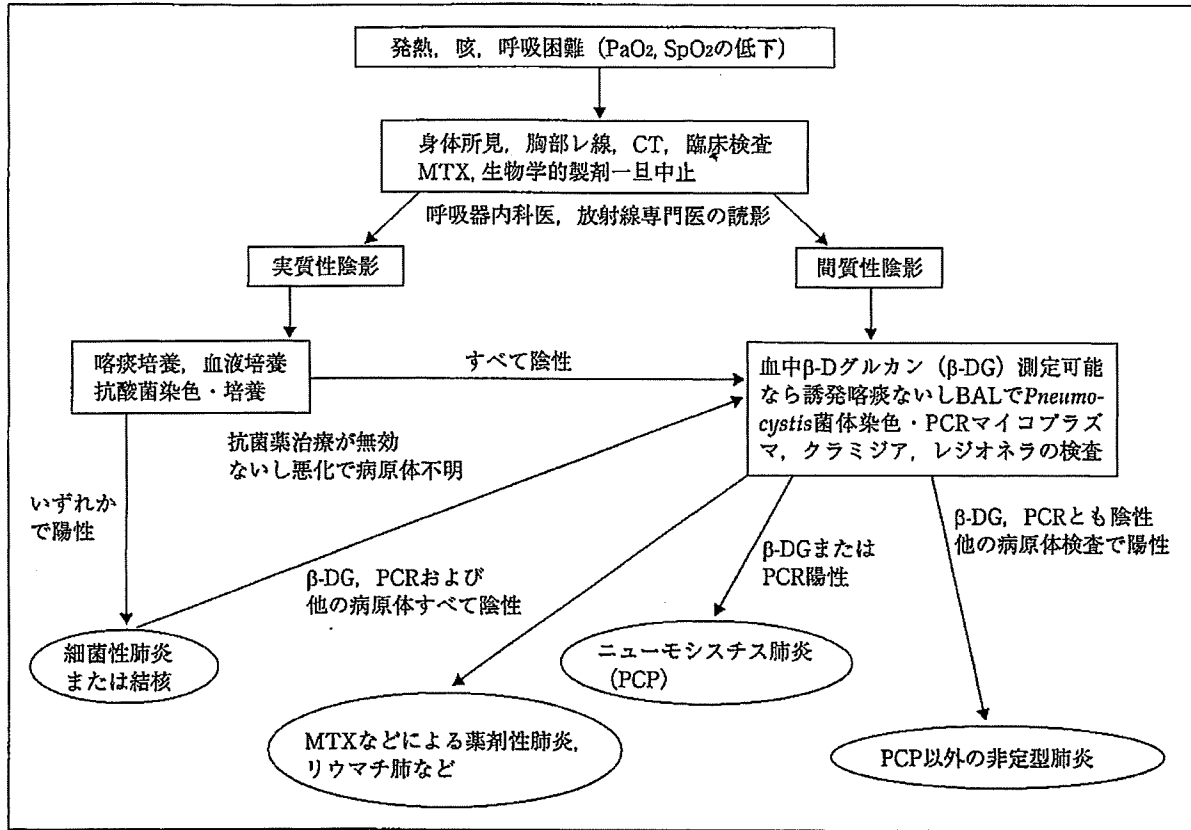 発熱，咳，呼吸困難（PaO2, SpO2の低下）
身体所見，胸部レ線，CT，臨床検査
MTX, 生物学的製剤一旦中止
呼吸器内科医，放射線専門医の読影
実質性陰影
間質性陰影
喀痰培養，血液培養
抗酸菌染色・培養
すべて陰性
血中β-Dグルカン（β-DG）測定可能
なら誘発喀痰ないしBALでPneumo-
cystis菌体染色・PCRマイコプラズ
マ，クラミジア，レジオネラの検査
抗菌薬治療が無効
ないし悪化で病原体不明
いずれか
で陽性
β-DG，PCRおよび
他の病原体すべて陰性
β-DGまたは
PCR陽性
β-DG，PCRとも陰性
他の病原体検査で陽性
細菌性肺炎
または結核
MTXなどによる薬剤性肺炎，
リウマチ肺など
ニューモシスチス肺炎
（PCP）
PCP以外の非定型肺炎